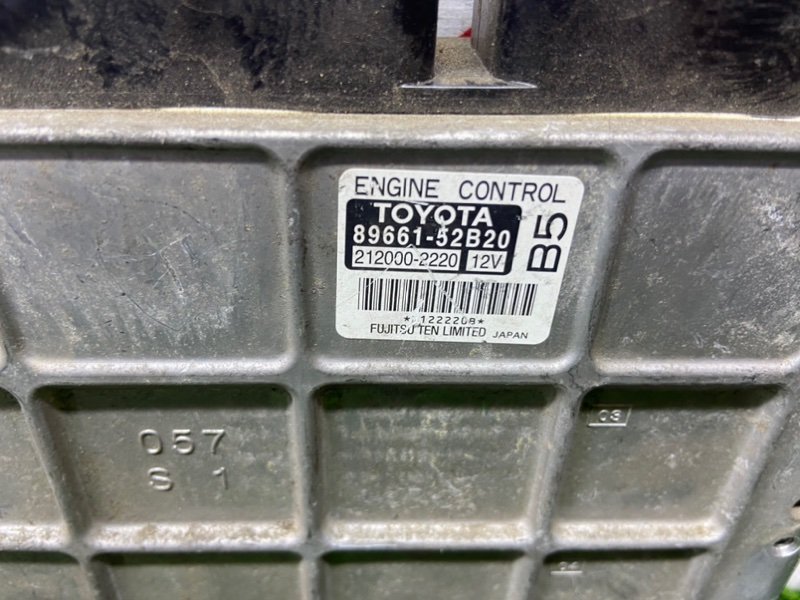 ENGINE CONTROL
TOYOTA
89661-52B20
212000-2220 12V
B5
* 1222208*
FUJITSU TEN LIMITED JAPAN
057
S 1
03